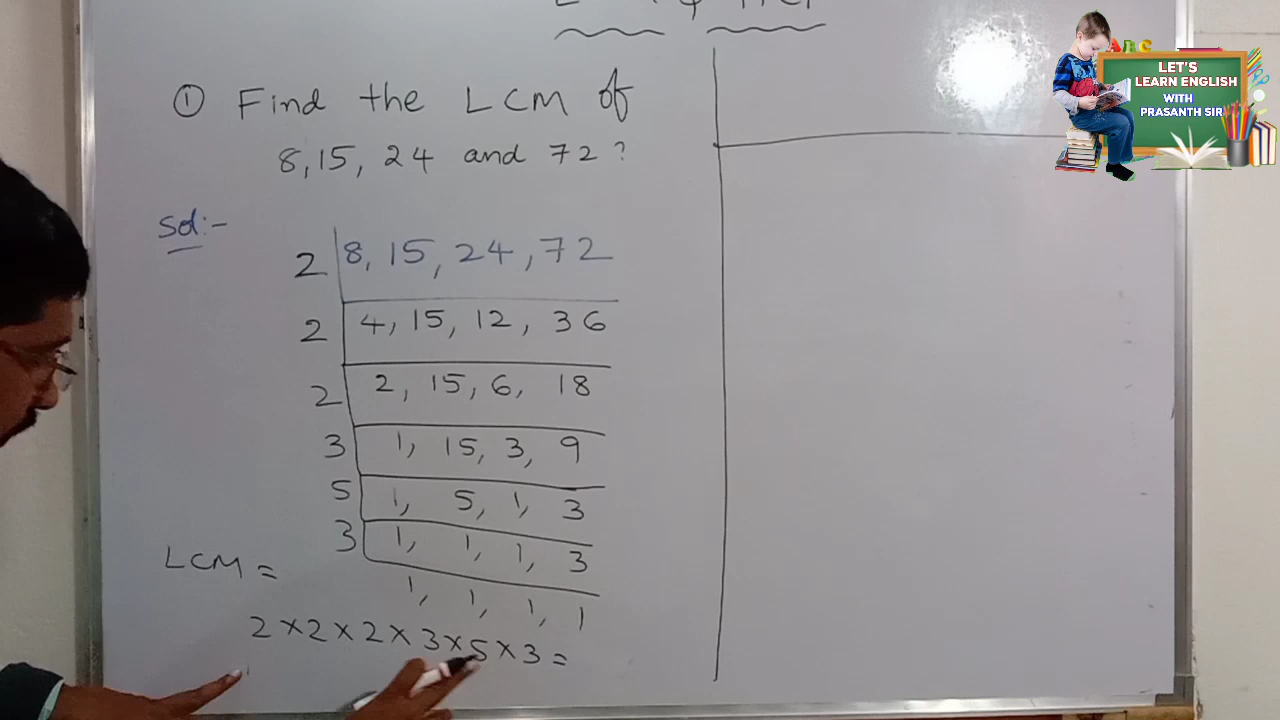 ① Find the LCM of
8, 15, 24 and 72 ?
Sol:-
2 8, 15, 24, 72
2 4, 15, 12, 36
2 2, 15, 6, 18
3 1, 15, 3, 9
5 1, 5, 1, 3
3 1, 1, 1, 3
1, 1, 1, 1
LCM =
2×2×2×3×5×3=
ABC
LET'S
LEARN ENGLISH
WITH
PRASANTH SIR